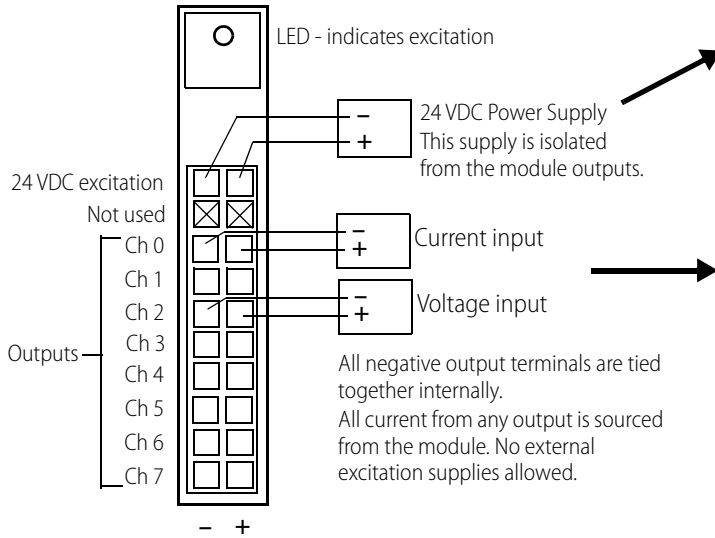 LED - indicates excitation
−
+
24 VDC Power Supply
This supply is isolated
from the module outputs.
24 VDC excitation
Not used
Outputs
Ch 0
Ch 1
Ch 2
Ch 3
Ch 4
Ch 5
Ch 6
Ch 7
−
+
Current input
−
+
Voltage input
All negative output terminals are tied
together internally.
All current from any output is sourced
from the module. No external
excitation supplies allowed.
− +